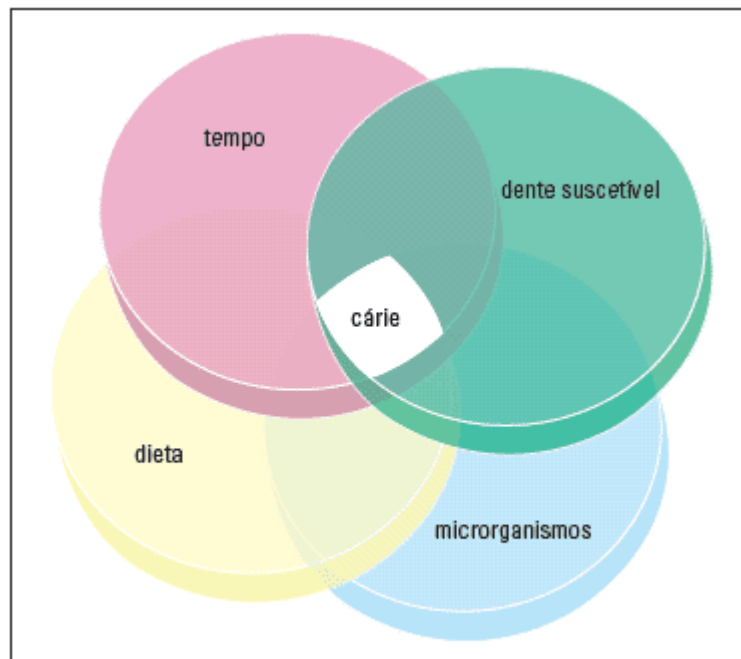 tempo
dente suscetível
cárie
dieta
microrganismos